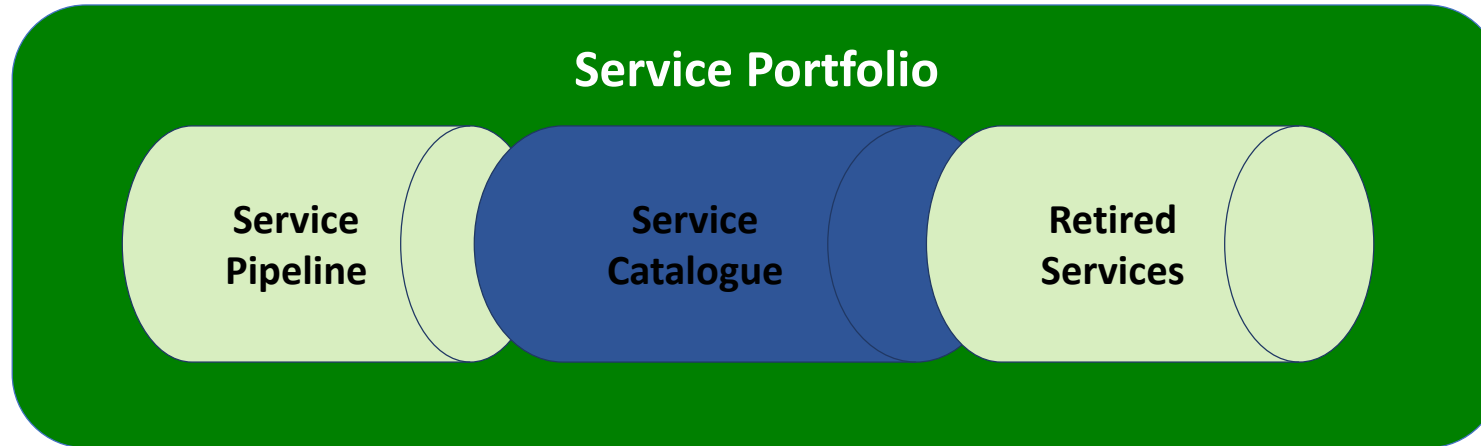 Service Portfolio
Service
Pipeline
Service
Catalogue
Retired
Services